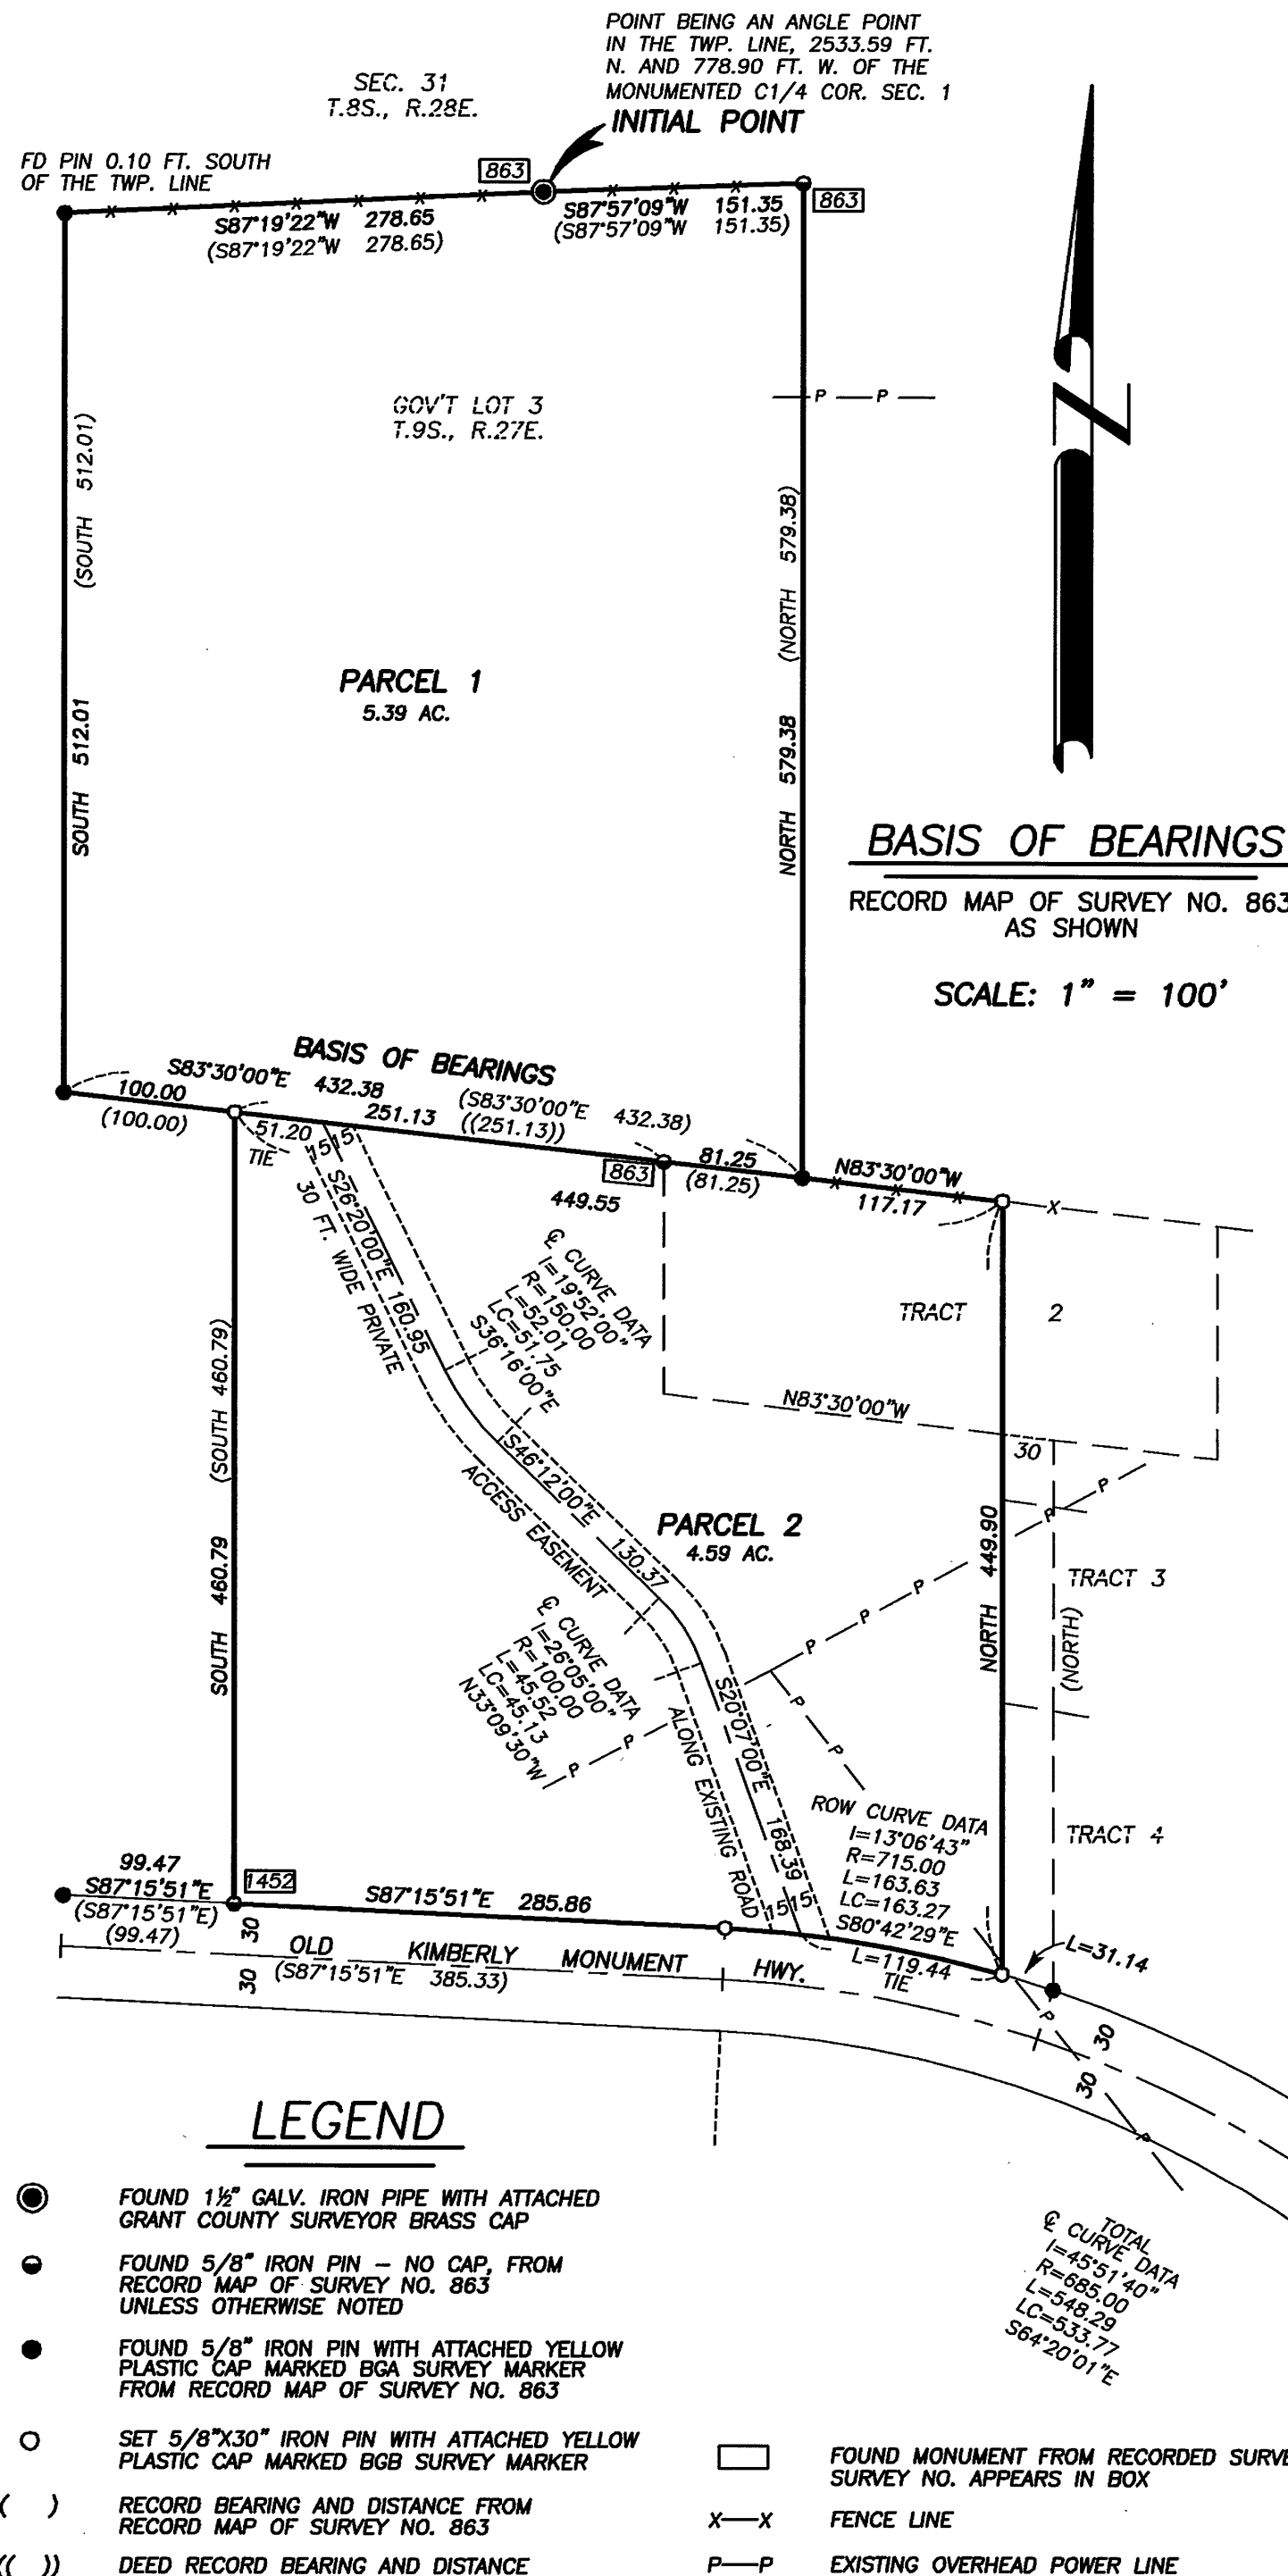 POINT BEING AN ANGLE POINT
IN THE TWP. LINE, 2533.59 FT.
N. AND 778.90 FT. W. OF THE
MONUMENTED C1/4 COR. SEC. 1
INITIAL POINT
SEC. 31
T.8S., R.28E.
FD PIN 0.10 FT. SOUTH
OF THE TWP. LINE
863
863
S87°19'22"W 278.65
(S87°19'22"W 278.65)
S87°57'09"W 151.35
(S87°57'09"W 151.35)
GOV'T LOT 3
T.9S., R.27E.
P P
(SOUTH 512.01)
SOUTH 512.01
(NORTH 579.38)
NORTH 579.38
PARCEL 1
5.39 AC.
Z
BASIS OF BEARINGS
RECORD MAP OF SURVEY NO. 863
AS SHOWN
SCALE: 1" = 100'
BASIS OF BEARINGS
S83°30'00"E 432.38
(S83°30'00"E 432.38)
100.00
(100.00)
251.13
((251.13))
51.20
TIE
15 15
863
81.25
(81.25)
N83°30'00"W
117.17
X
449.55
S26°20'00"E 160.95
30 FT. WIDE PRIVATE
℄ CURVE DATA
I=19°52'00"
R=150.00
L=52.01
LC=51.75
S36°16'00"E
TRACT 2
N83°30'00"W
30
(SOUTH 460.79)
SOUTH 460.79
S46°12'00"E 130.37
ACCESS EASEMENT
PARCEL 2
4.59 AC.
P P P P P P P
NORTH 449.90
TRACT 3
(NORTH)
℄ CURVE DATA
I=26°05'00"
R=100.00
L=45.52
LC=45.13
N33°09'30"W
P P
S20°07'00"E 168.39
ALONG EXISTING ROAD
15 15
ROW CURVE DATA
I=13°06'43"
R=715.00
L=163.63
LC=163.27
S80°42'29"E
TRACT 4
L=119.44
TIE
L=31.14
99.47
S87°15'51"E
(S87°15'51"E)
(99.47)
1452
S87°15'51"E 285.86
30
30
OLD KIMBERLY MONUMENT HWY.
(S87°15'51"E 385.33)
P
30
30
P
TOTAL
℄ CURVE DATA
I=45°51'40"
R=685.00
L=548.29
LC=533.77
S64°20'01"E
LEGEND
FOUND 1½" GALV. IRON PIPE WITH ATTACHED
GRANT COUNTY SURVEYOR BRASS CAP
FOUND 5/8" IRON PIN – NO CAP, FROM
RECORD MAP OF SURVEY NO. 863
UNLESS OTHERWISE NOTED
FOUND 5/8" IRON PIN WITH ATTACHED YELLOW
PLASTIC CAP MARKED BGA SURVEY MARKER
FROM RECORD MAP OF SURVEY NO. 863
SET 5/8"X30" IRON PIN WITH ATTACHED YELLOW
PLASTIC CAP MARKED BGB SURVEY MARKER
( ) RECORD BEARING AND DISTANCE FROM
RECORD MAP OF SURVEY NO. 863
(( )) DEED RECORD BEARING AND DISTANCE
FOUND MONUMENT FROM RECORDED SURVE
SURVEY NO. APPEARS IN BOX
X—X FENCE LINE
P—P EXISTING OVERHEAD POWER LINE